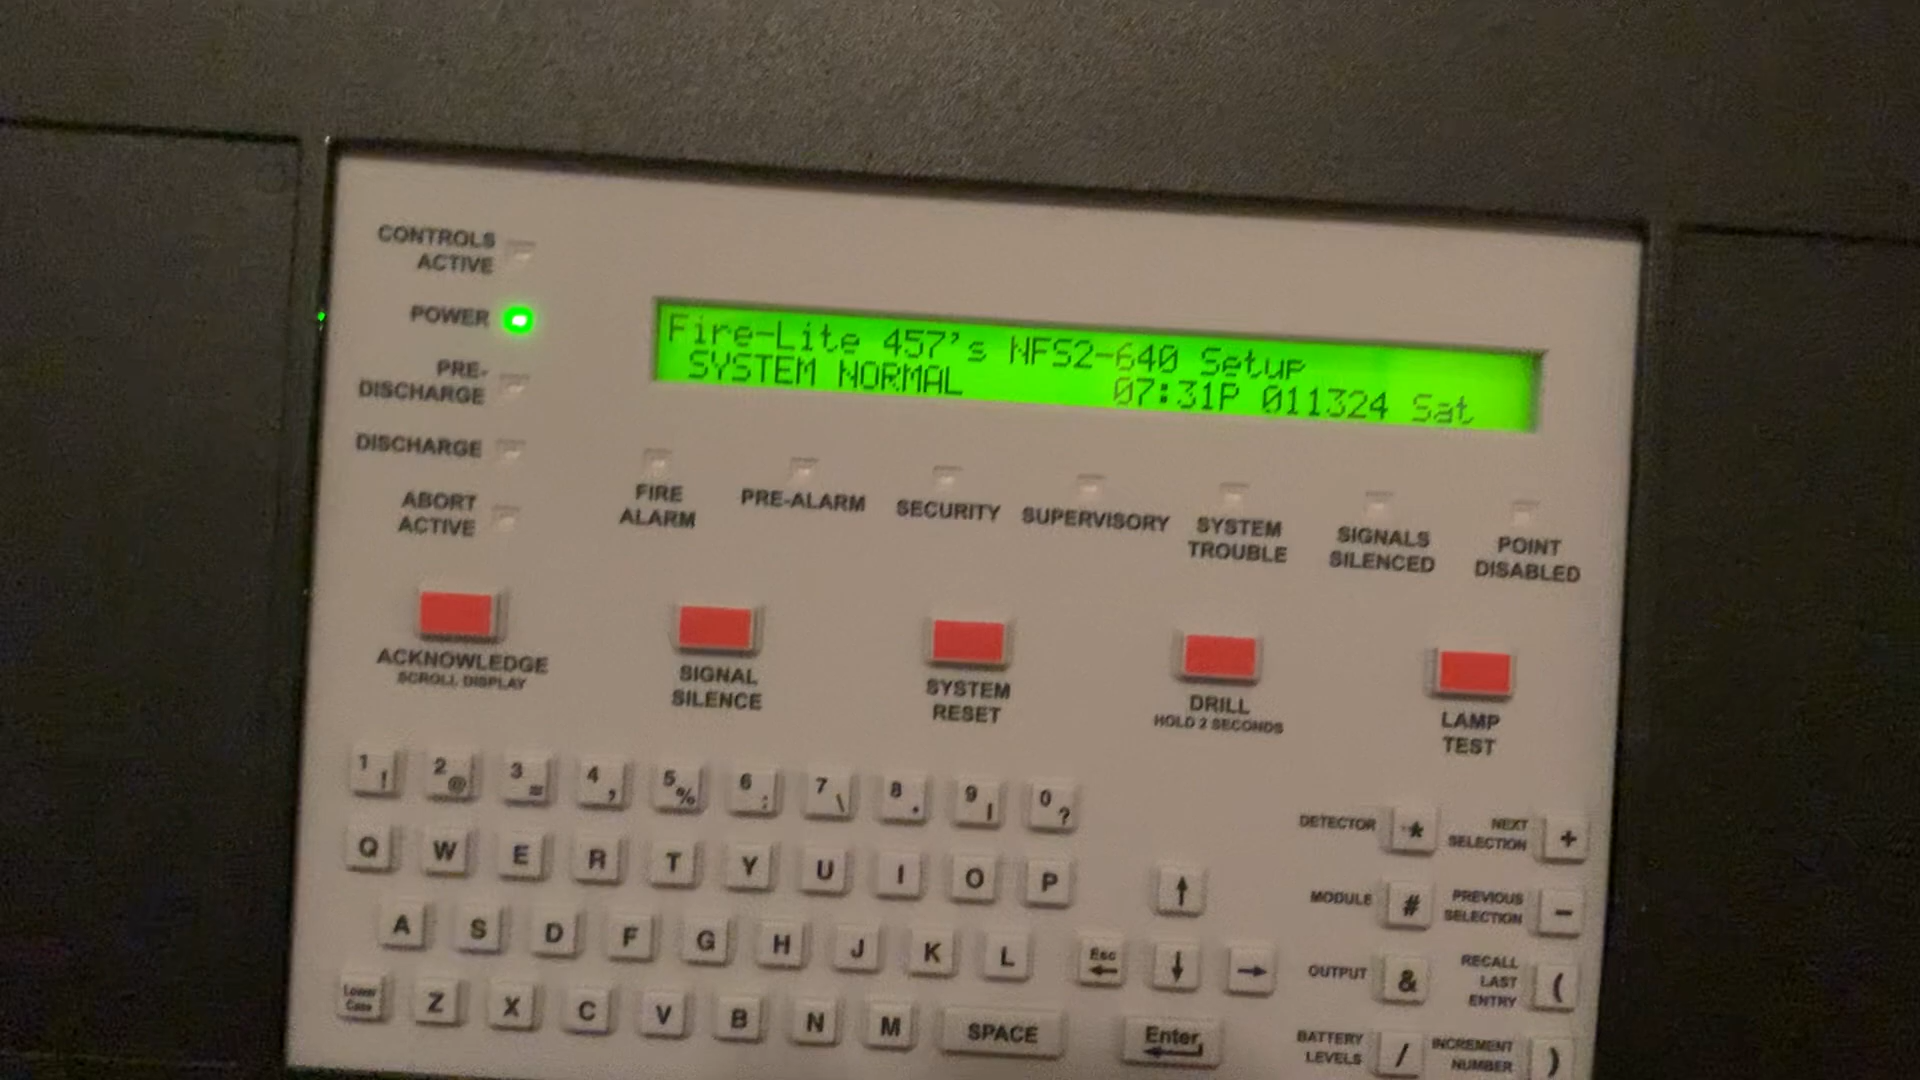 Fire-Lite 457's NFS2-640 Setup
SYSTEM NORMAL 07:31P 011324 Sat
CONTROLS
ACTIVE
POWER
PRE-
DISCHARGE
DISCHARGE
ABORT
ACTIVE
FIRE
ALARM
PRE-ALARM
SECURITY
SUPERVISORY
SYSTEM
TROUBLE
SIGNALS
SILENCED
POINT
DISABLED
ACKNOWLEDGE
SCROLL DISPLAY
SIGNAL
SILENCE
SYSTEM
RESET
DRILL
HOLD 2 SECONDS
LAMP
TEST
1 ! 2 @ 3 = 4 , 5 % 6 ; 7 \ 8 . 9 | 0 ?
Q W E R T Y U I O P ↑
A S D F G H J K L Esc ← ↓ →
Lower
Case
Z X C V B N M SPACE Enter
DETECTOR *
NEXT
SELECTION +
MODULE #
PREVIOUS
SELECTION -
OUTPUT &
RECALL
LAST
ENTRY (
BATTERY
LEVELS /
INCREMENT
NUMBER )